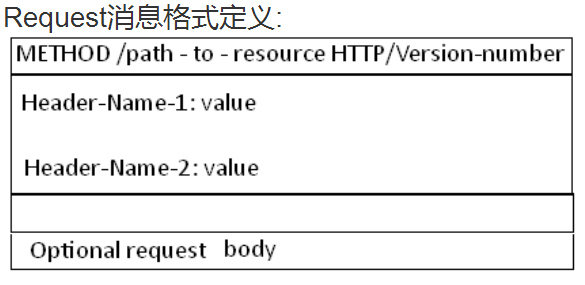 Request消息格式定义:
METHOD /path - to - resource HTTP/Version-number
Header-Name-1: value
Header-Name-2: value
Optional request body